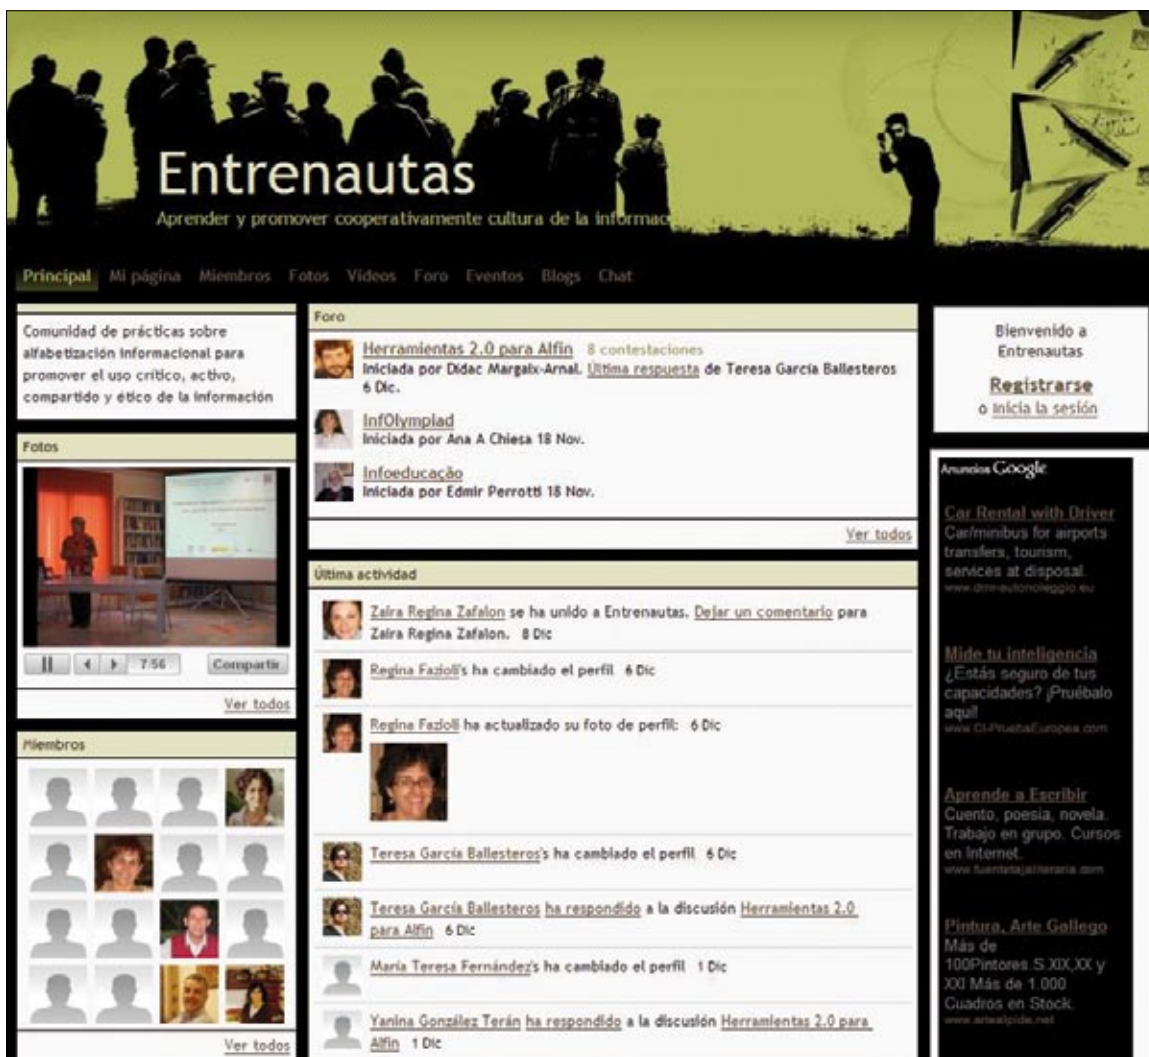 Entrenautas
Aprender y promover cooperativamente cultura de la informac
Principal Mi página Miembros Fotos Vídeos Foro Eventos Blogs Chat
Comunidad de prácticas sobre
alfabetización informacional para
promover el uso crítico, activo,
compartido y ético de la información
Fotos
7/56 Compartir
Ver todos
Miembros
Ver todos
Foro
Herramientas 2.0 para Alfin 8 contestaciones
Iniciada por Dídac Margaix-Arnal. Última respuesta de Teresa García Ballesteros
6 Dic.
InfOlympiad
Iniciada por Ana A Chiesa 18 Nov.
Infoeducação
Iniciada por Edmir Perrotti 18 Nov.
Ver todos
Última actividad
Zaira Regina Zafalon se ha unido a Entrenautas. Dejar un comentario para
Zaira Regina Zafalon. 8 Dic
Regina Fazioli's ha cambiado el perfil 6 Dic
Regina Fazioli ha actualizado su foto de perfil: 6 Dic
Teresa García Ballesteros's ha cambiado el perfil 6 Dic
Teresa García Ballesteros ha respondido a la discusión Herramientas 2.0
para Alfin 6 Dic
María Teresa Fernández's ha cambiado el perfil 1 Dic
Yanina González Terán ha respondido a la discusión Herramientas 2.0 para
Alfin 1 Dic
Bienvenido a
Entrenautas
Registrarse
o Inicia la sesión
Anuncios Google
Car Rental with Driver
Car/minibus for airports
transfers, tourism,
services at disposal.
Mide tu inteligencia
¿Estás seguro de tus
capacidades? ¡Pruébalo
aquí!
www.CI-PruebaEuropea.com
Aprende a Escribir
Cuento, poesía, novela.
Trabajo en grupo. Cursos
en Internet.
www.fuentetajaliteraria.com
Pintura, Arte Gallego
Más de
100Pintores.S.XIX,XX y
XXI Más de 1.000
Cuadros en Stock.